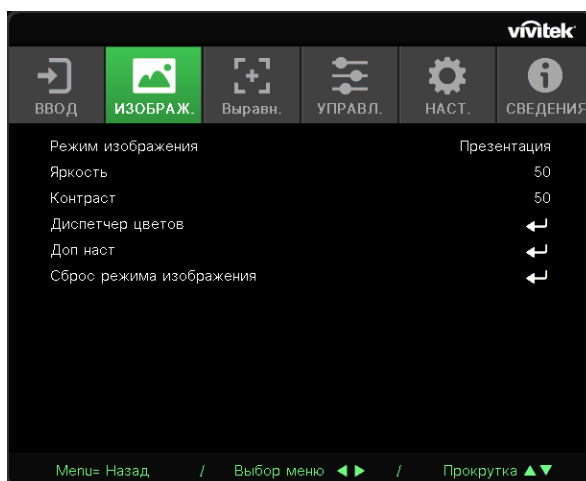 vivitek
ВВОД ИЗОБРАЖ. Выравн. УПРАВЛ. НАСТ. СВЕДЕНИЯ
Режим изображения Презентация
Яркость 50
Контраст 50
Диспетчер цветов
Доп наст
Сброс режима изображения
Menu= Назад / Выбор меню ◀ ▶ / Прокрутка ▲▼